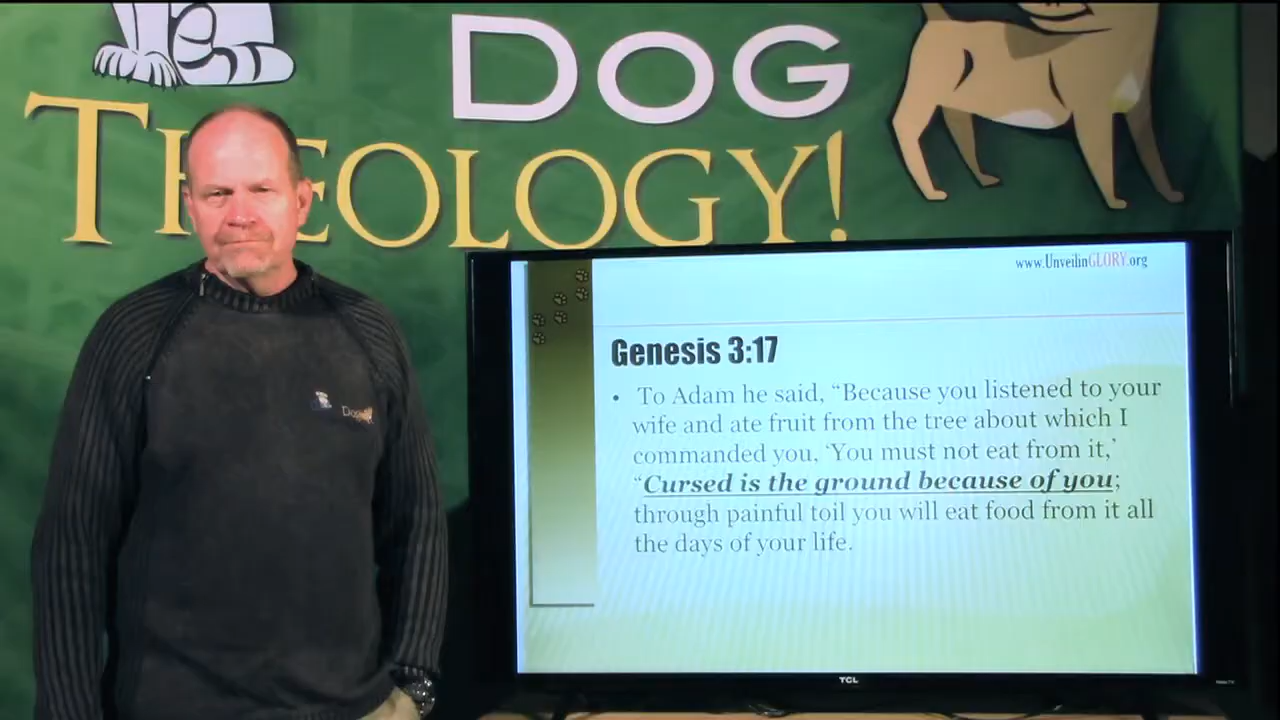 DOG
THEOLOGY!
www.UnveilinGLORY.org
Genesis 3:17
• To Adam he said, “Because you listened to your
wife and ate fruit from the tree about which I
commanded you, ‘You must not eat from it,’
“Cursed is the ground because of you;
through painful toil you will eat food from it all
the days of your life.
Dog
TCL